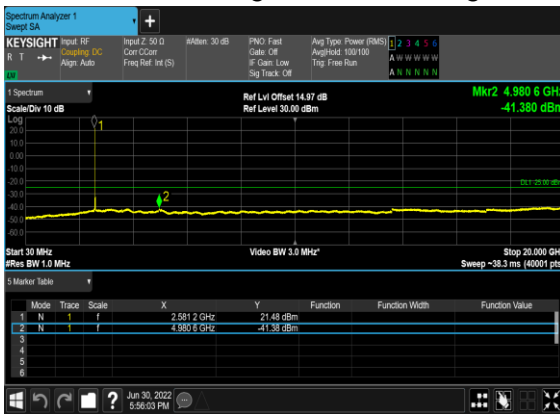 Spectrum Analyzer 1
Swept SA
KEYSIGHT Input: RF Input Z: 50 Ω #Atten: 30 dB PNO: Fast Avg Type: Power (RMS) 1 2 3 4 5 6
R T Coupling: DC Corr CCorr Gate: Off Avg|Hold: 100/100 A W W W W W
Align: Auto Freq Ref: Int (S) IF Gain: Low Trig: Free Run
Sig Track: Off A N N N N N
LV
1 Spectrum Ref Lvl Offset 14.97 dB Mkr2 4.980 6 GHz
Scale/Div 10 dB Ref Level 30.00 dBm -41.380 dBm
Log
20.0
10.0
0.00
-10.0
-20.0
-30.0
-40.0
-50.0
-60.0
1
2
DL1 -25.00 dBm
Start 30 MHz Video BW 3.0 MHz* Stop 20.000 GHz
#Res BW 1.0 MHz Sweep ~38.3 ms (40001 pts)
5 Marker Table
Mode Trace Scale X Y Function Function Width Function Value
1 N 1 f 2.581 2 GHz 21.48 dBm
2 N 1 f 4.980 6 GHz -41.38 dBm
3
4
5
6
? Jun 30, 2022
5:56:03 PM